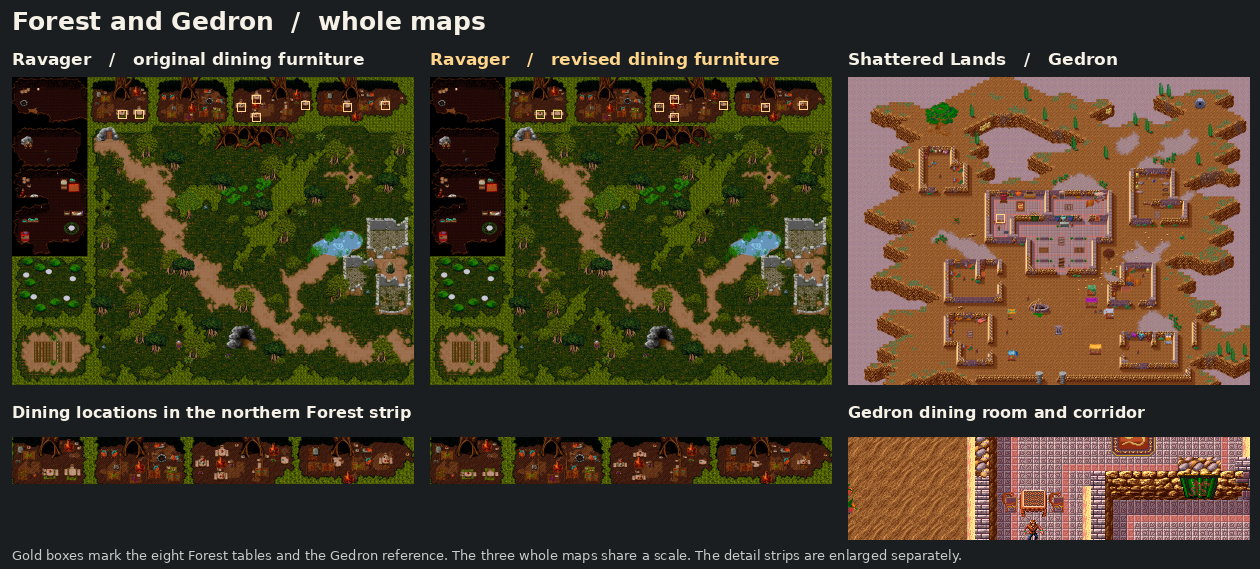 Forest and Gedron / whole maps
Ravager / original dining furniture
Ravager / revised dining furniture
Shattered Lands / Gedron
Dining locations in the northern Forest strip
Gedron dining room and corridor
Gold boxes mark the eight Forest tables and the Gedron reference. The three whole maps share a scale. The detail strips are enlarged separately.